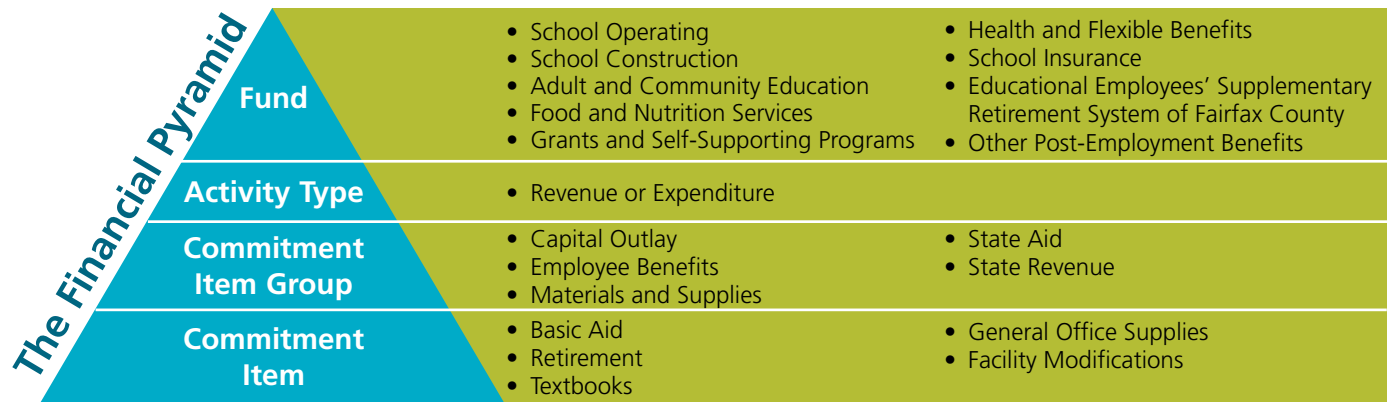 The Financial Pyramid
Fund
• School Operating
• School Construction
• Adult and Community Education
• Food and Nutrition Services
• Grants and Self-Supporting Programs
• Health and Flexible Benefits
• School Insurance
• Educational Employees’ Supplementary
Retirement System of Fairfax County
• Other Post-Employment Benefits
Activity Type
• Revenue or Expenditure
Commitment
Item Group
• Capital Outlay
• Employee Benefits
• Materials and Supplies
• State Aid
• State Revenue
Commitment
Item
• Basic Aid
• Retirement
• Textbooks
• General Office Supplies
• Facility Modifications